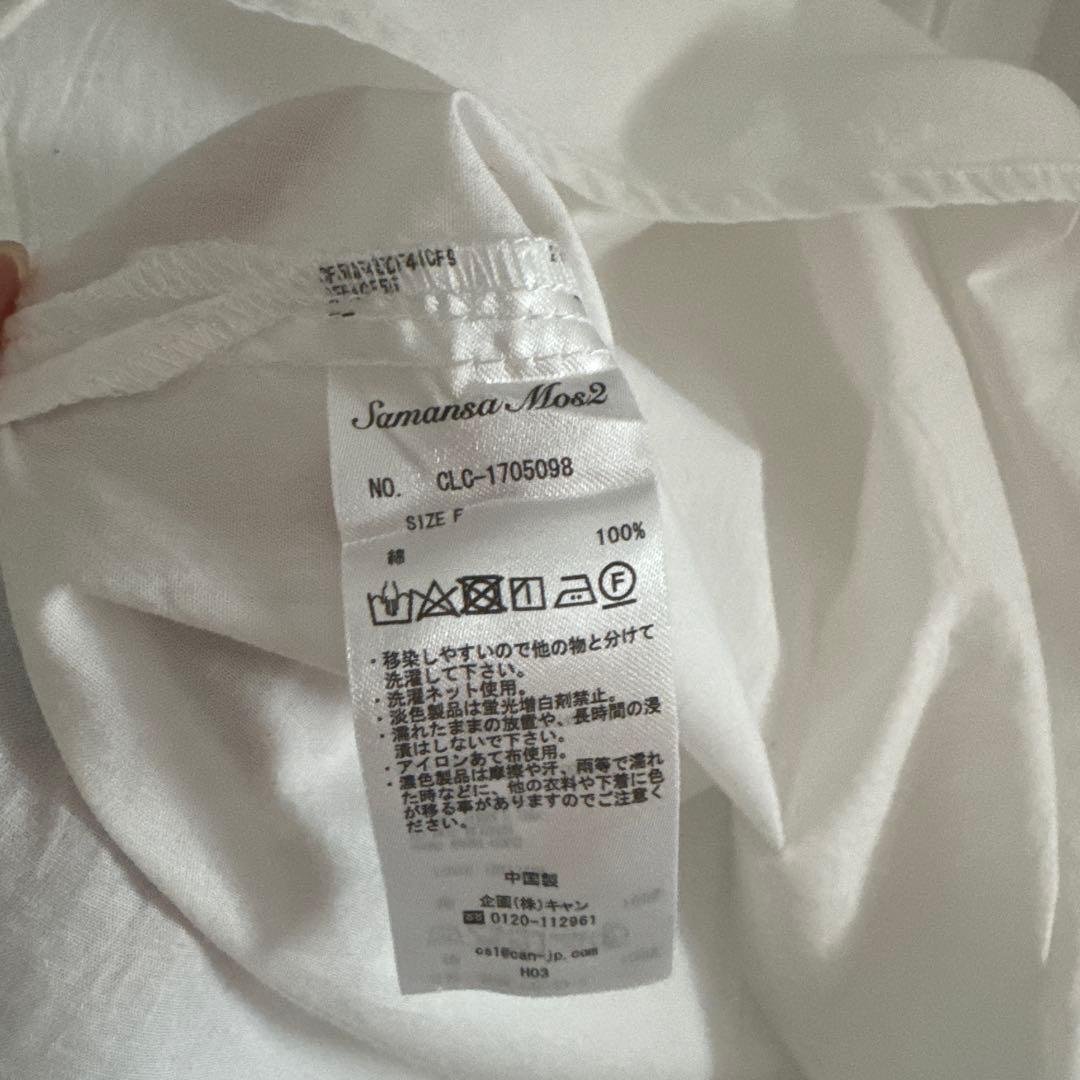 Samansa Mos2
NO. CLC-1705098
SIZE F
綿 100%
F
・移染しやすいので他の物と分けて
洗濯して下さい。
・洗濯ネット使用。
・淡色製品は蛍光増白剤禁止。
・濡れたままの放置や、長時間の浸
漬はしないで下さい。
・アイロンあて布使用。
・濃色製品は摩擦や汗、雨等で濡れ
た時などに、他の衣料や下着に色
が移る事がありますのでご注意く
ださい。
中国製
企画(株)キャン
0120-112961
cs1@can-jp.com
H03